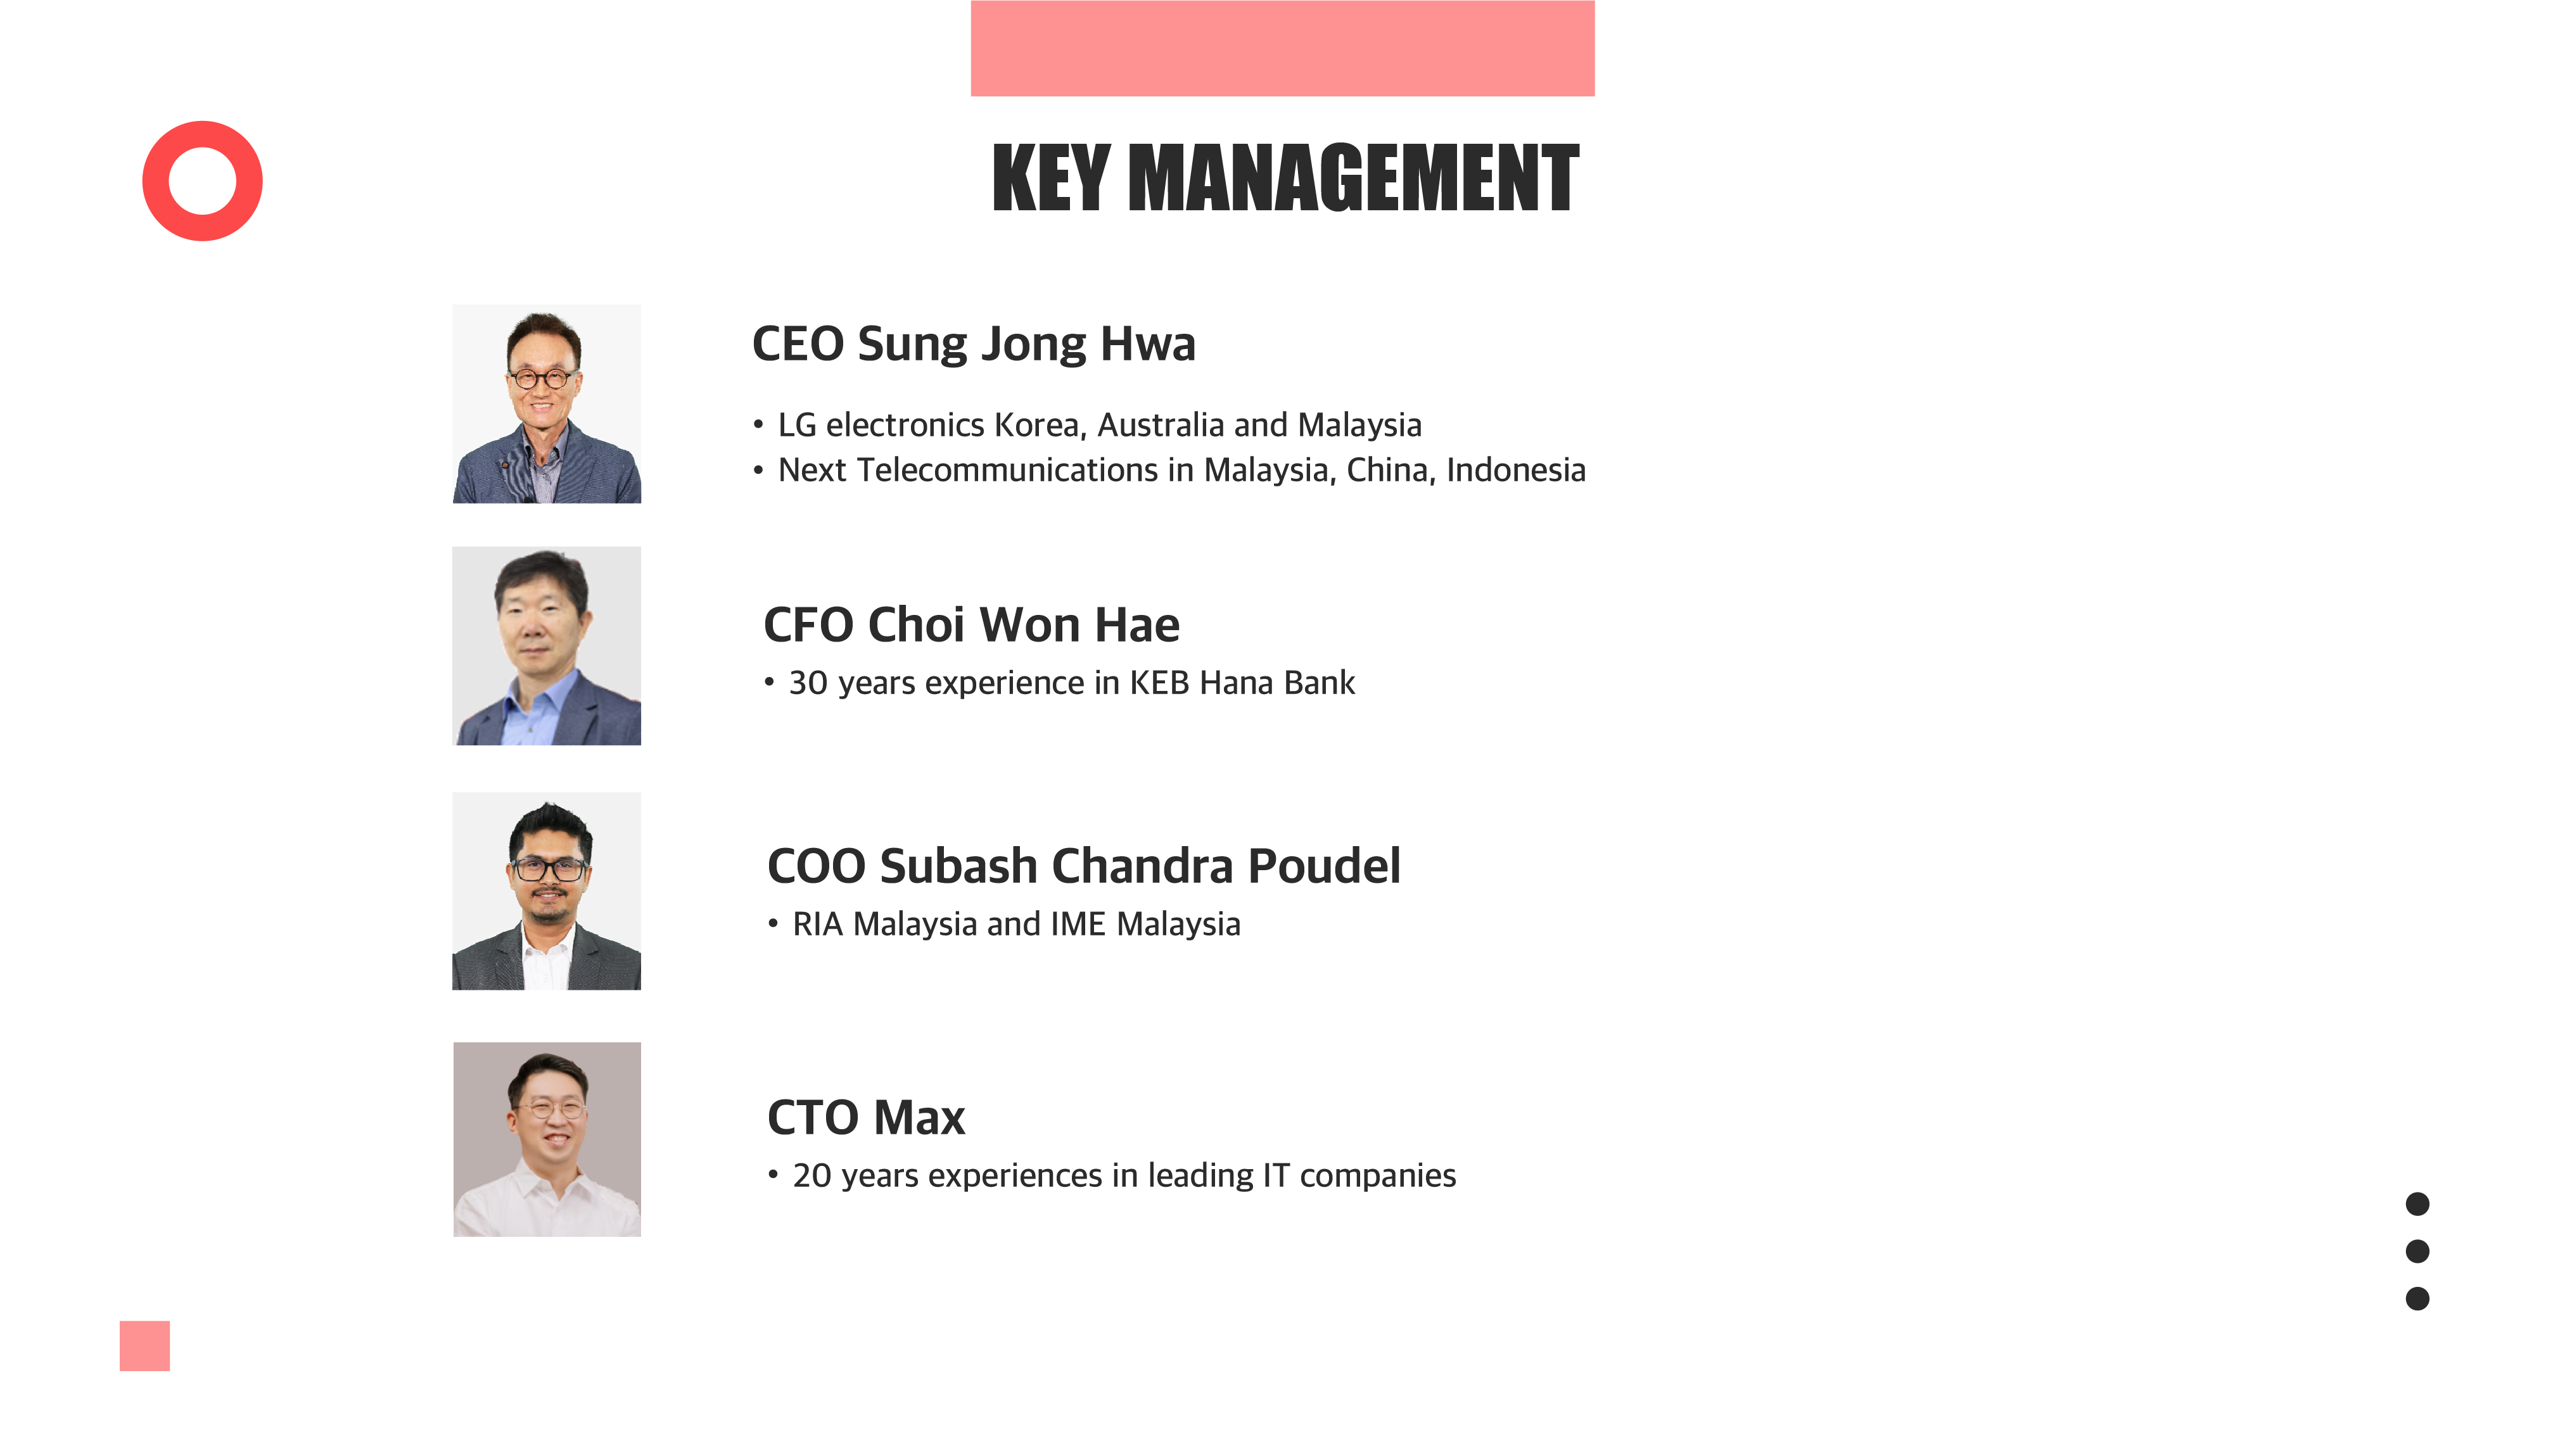 KEY MANAGEMENT
CEO Sung Jong Hwa
• LG electronics Korea, Australia and Malaysia
• Next Telecommunications in Malaysia, China, Indonesia
CFO Choi Won Hae
• 30 years experience in KEB Hana Bank
COO Subash Chandra Poudel
• RIA Malaysia and IME Malaysia
CTO Max
• 20 years experiences in leading IT companies